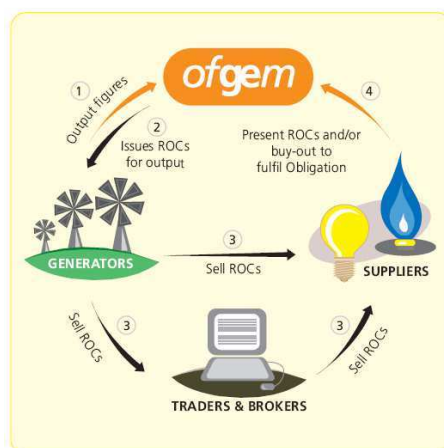 ofgem
1
Output figures
2
Issues ROCs
for output
4
Present ROCs and/or
buy-out to
fulfil Obligation
GENERATORS
3
Sell ROCs
SUPPLIERS
3
Sell ROCs
3
Sell ROCs
TRADERS & BROKERS